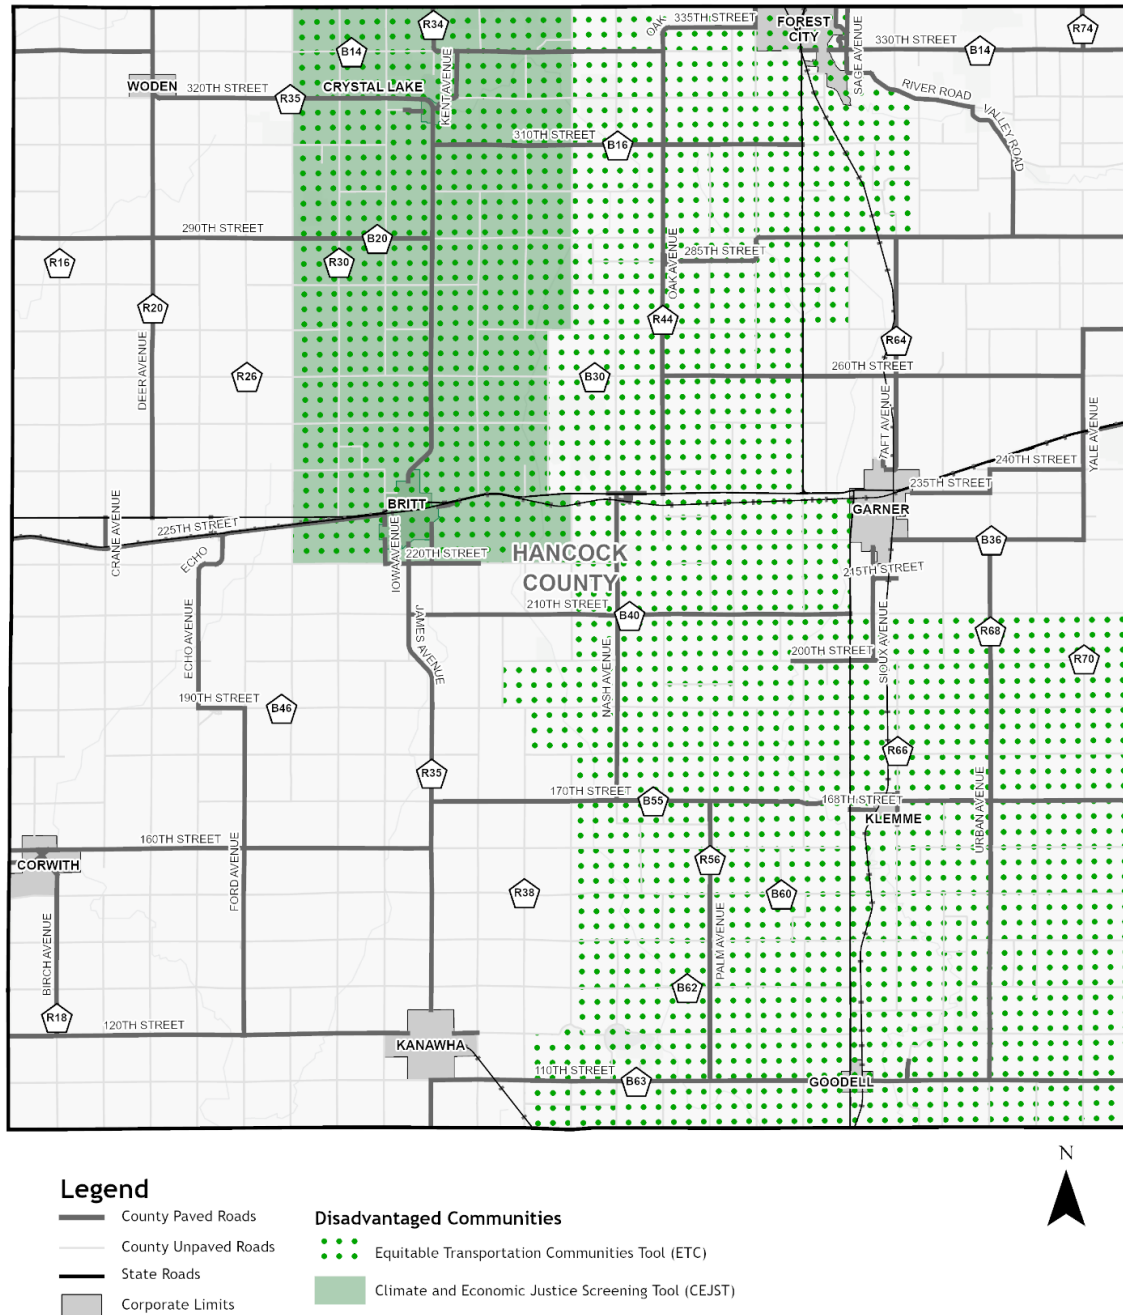 R34
OAK
335TH STREET
FOREST
CITY
SAGE AVENUE
R74
330TH STREET
B14
B14
WODEN
320TH STREET
R35
CRYSTAL LAKE
KENT AVENUE
RIVER ROAD
VALLEY ROAD
310TH STREET
B16
290TH STREET
B20
R16
R30
OAK AVENUE
285TH STREET
R20
R44
R64
DEER AVENUE
R26
B30
260TH STREET
TAFT AVENUE
YALE AVENUE
240TH STREET
235TH STREET
CRANE AVENUE
225TH STREET
BRITT
GARNER
ECHO
IOWA AVENUE
220TH STREET
HANCOCK
COUNTY
B36
215TH STREET
ECHO AVENUE
JAMES AVENUE
210TH STREET
B40
SIOUX AVENUE
R68
200TH STREET
R70
190TH STREET
B46
NASH AVENUE
R66
R35
170TH STREET
B55
168TH STREET
KLEMME
URBAN AVENUE
160TH STREET
CORWITH
FORD AVENUE
R56
R38
B60
BIRCH AVENUE
PALM AVENUE
B62
R18
120TH STREET
KANAWHA
110TH STREET
B63
GOODELL
N
Legend
County Paved Roads
County Unpaved Roads
State Roads
Corporate Limits
Disadvantaged Communities
Equitable Transportation Communities Tool (ETC)
Climate and Economic Justice Screening Tool (CEJST)